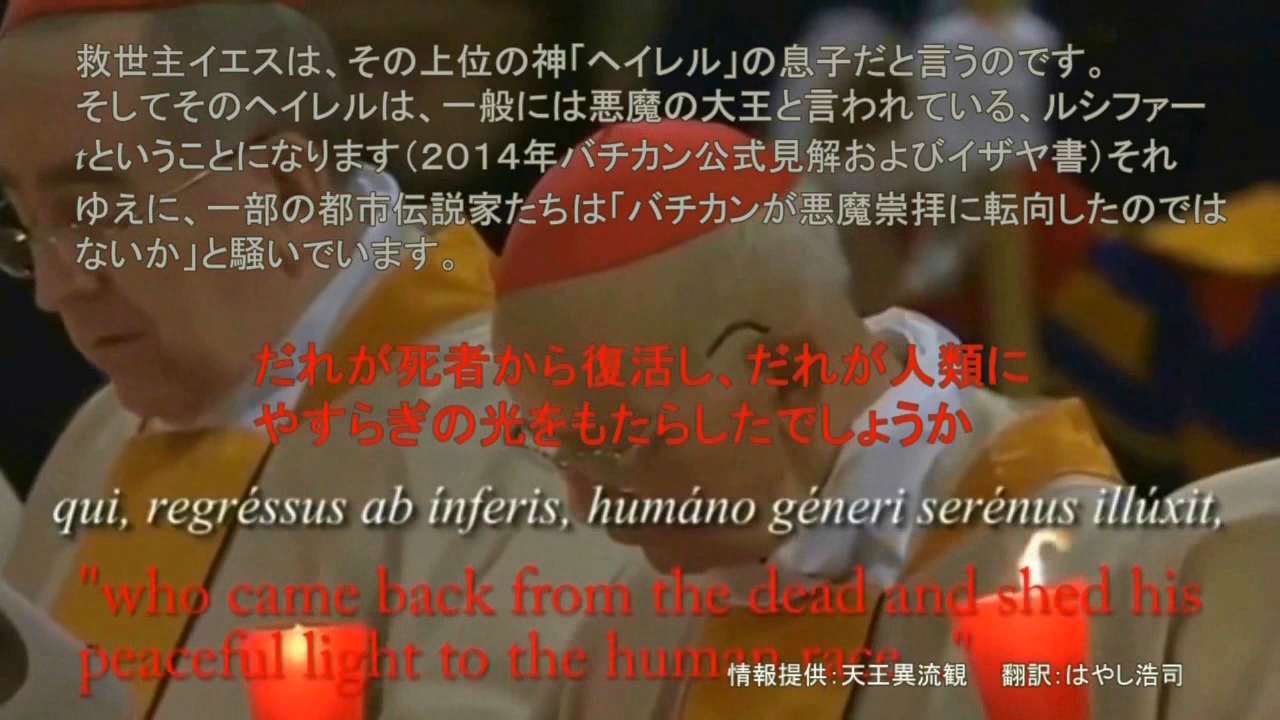 救世主イエスは、その上位の神「ヘイレル」の息子だと言うのです。
そしてそのヘイレルは、一般には悪魔の大王と言われている、ルシファー
tということになります（２０１４年バチカン公式見解およびイザヤ書）それ
ゆえに、一部の都市伝説家たちは「バチカンが悪魔崇拝に転向したのでは
ないか」と騒いでいます。
だれが死者から復活し、だれが人類に
やすらぎの光をもたらしたでしょうか
qui, regréssus ab ínferis, humáno géneri serénus illúxit,
"who came back from the dead and shed his
peaceful light to the human race..."
情報提供：天王異流観　翻訳：はやし浩司